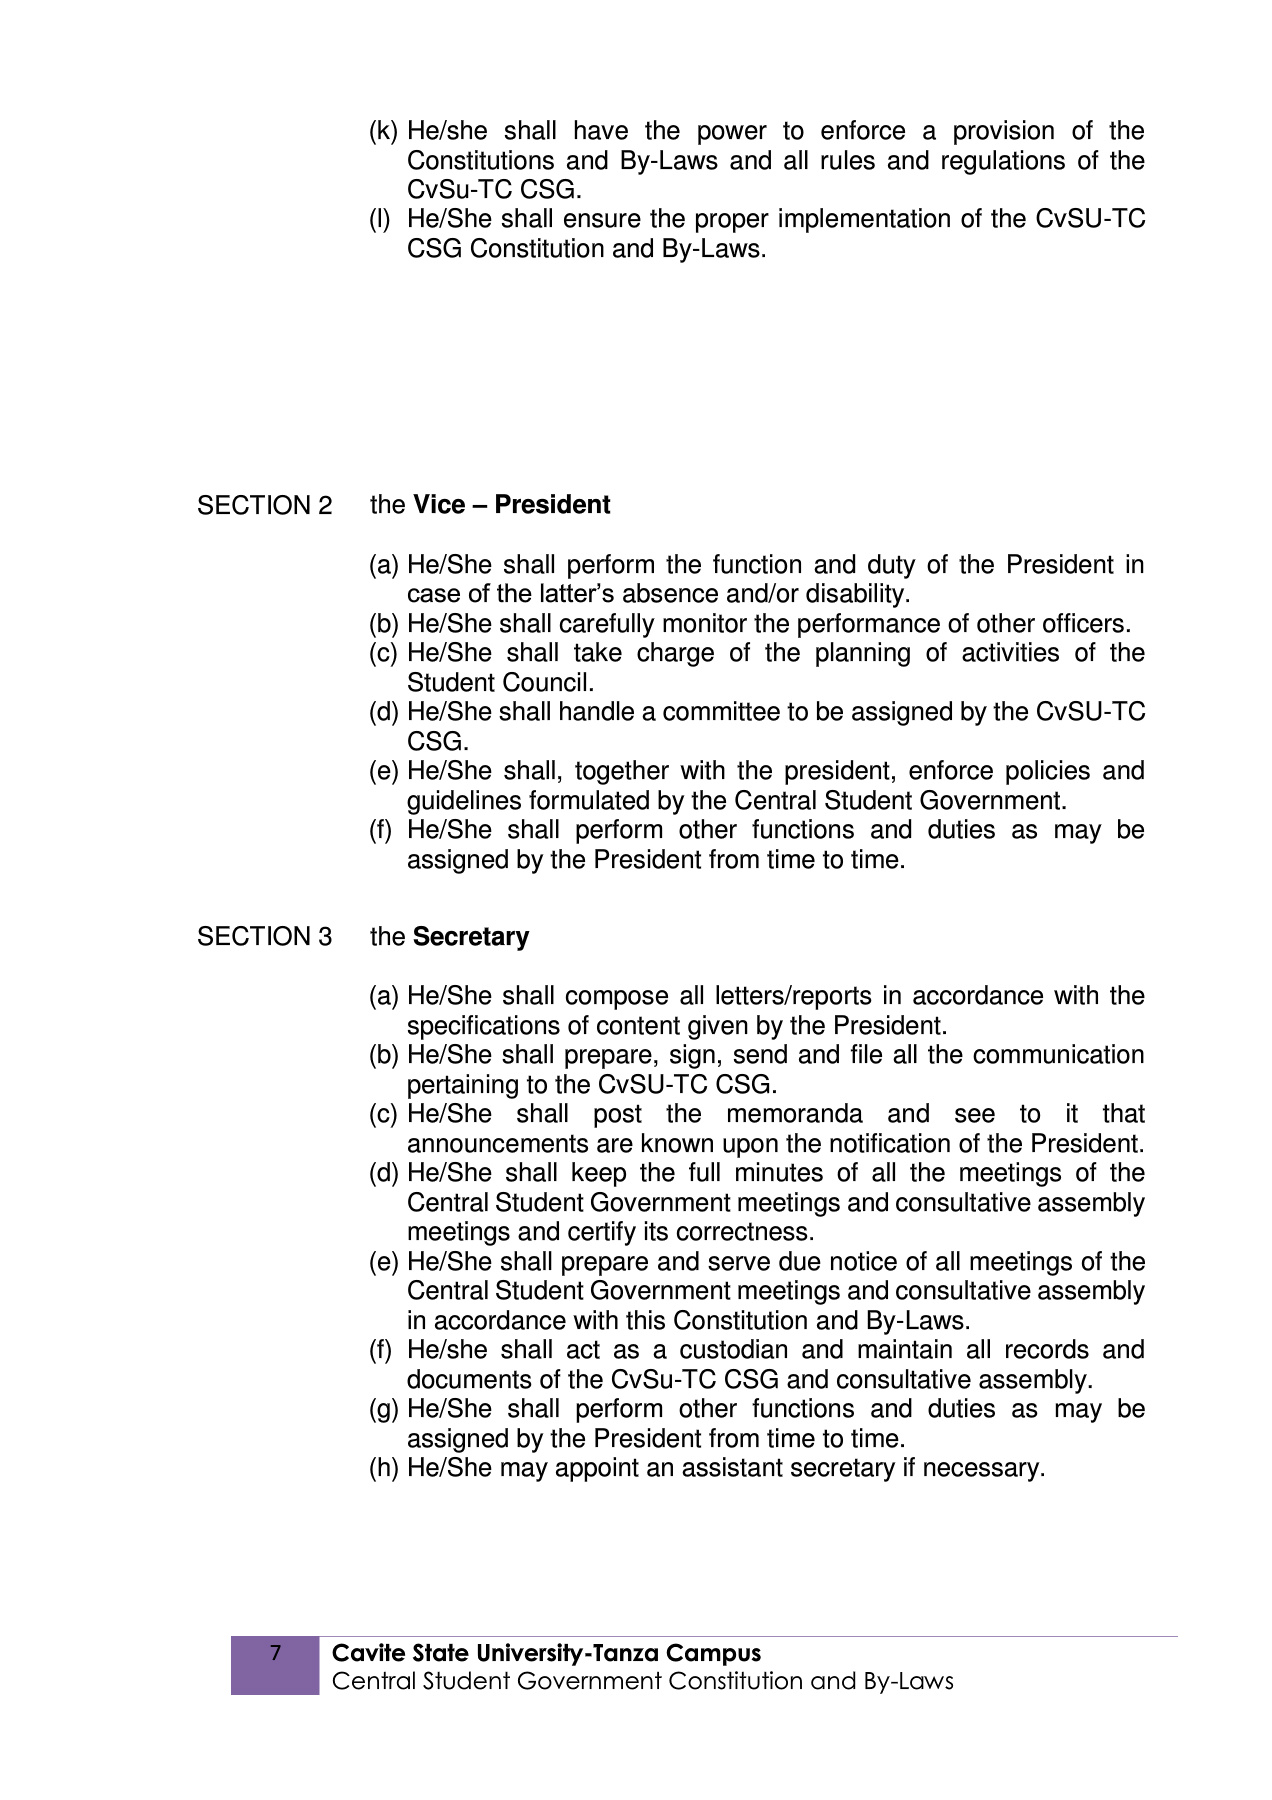 (k) He/she shall have the power to enforce a provision of the
Constitutions and By-Laws and all rules and regulations of the
CvSu-TC CSG.
(l) He/She shall ensure the proper implementation of the CvSU-TC
CSG Constitution and By-Laws.
SECTION 2 the Vice – President
(a) He/She shall perform the function and duty of the President in
case of the latter’s absence and/or disability.
(b) He/She shall carefully monitor the performance of other officers.
(c) He/She shall take charge of the planning of activities of the
Student Council.
(d) He/She shall handle a committee to be assigned by the CvSU-TC
CSG.
(e) He/She shall, together with the president, enforce policies and
guidelines formulated by the Central Student Government.
(f) He/She shall perform other functions and duties as may be
assigned by the President from time to time.
SECTION 3 the Secretary
(a) He/She shall compose all letters/reports in accordance with the
specifications of content given by the President.
(b) He/She shall prepare, sign, send and file all the communication
pertaining to the CvSU-TC CSG.
(c) He/She shall post the memoranda and see to it that
announcements are known upon the notification of the President.
(d) He/She shall keep the full minutes of all the meetings of the
Central Student Government meetings and consultative assembly
meetings and certify its correctness.
(e) He/She shall prepare and serve due notice of all meetings of the
Central Student Government meetings and consultative assembly
in accordance with this Constitution and By-Laws.
(f) He/she shall act as a custodian and maintain all records and
documents of the CvSu-TC CSG and consultative assembly.
(g) He/She shall perform other functions and duties as may be
assigned by the President from time to time.
(h) He/She may appoint an assistant secretary if necessary.
7 Cavite State University-Tanza Campus
Central Student Government Constitution and By-Laws